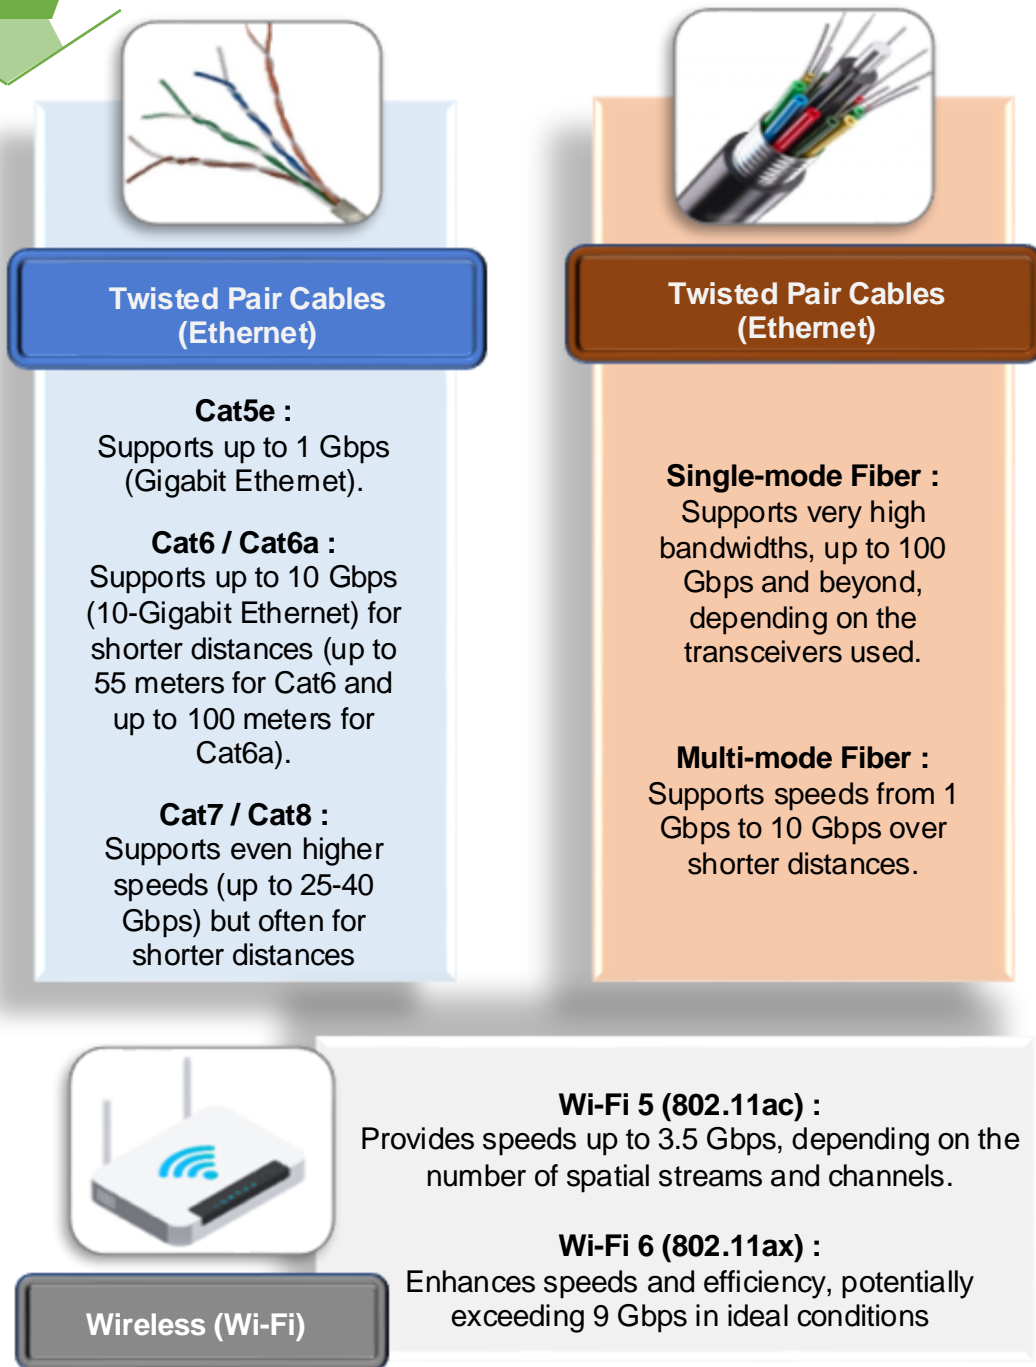 Twisted Pair Cables
(Ethernet)
Cat5e :
Supports up to 1 Gbps
(Gigabit Ethernet).
Cat6 / Cat6a :
Supports up to 10 Gbps
(10-Gigabit Ethernet) for
shorter distances (up to
55 meters for Cat6 and
up to 100 meters for
Cat6a).
Cat7 / Cat8 :
Supports even higher
speeds (up to 25-40
Gbps) but often for
shorter distances
Twisted Pair Cables
(Ethernet)
Single-mode Fiber :
Supports very high
bandwidths, up to 100
Gbps and beyond,
depending on the
transceivers used.
Multi-mode Fiber :
Supports speeds from 1
Gbps to 10 Gbps over
shorter distances.
Wireless (Wi-Fi)
Wi-Fi 5 (802.11ac) :
Provides speeds up to 3.5 Gbps, depending on the
number of spatial streams and channels.
Wi-Fi 6 (802.11ax) :
Enhances speeds and efficiency, potentially
exceeding 9 Gbps in ideal conditions